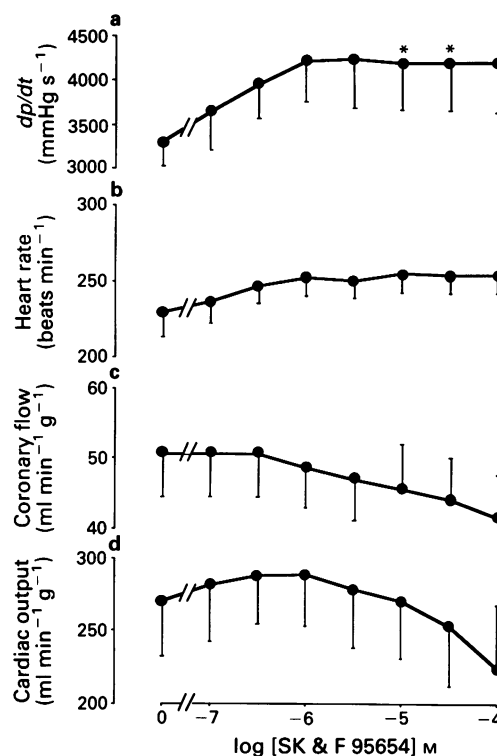 a
4500
4000
3500
3000
dp/dt
(mmHg s⁻¹)
* *
b
300
250
200
Heart rate
(beats min⁻¹)
c
60
50
40
Coronary flow
(ml min⁻¹ g⁻¹)
d
300
250
200
Cardiac output
(ml min⁻¹ g⁻¹)
0 −7 −6 −5 −4
log [SK & F 95654] M